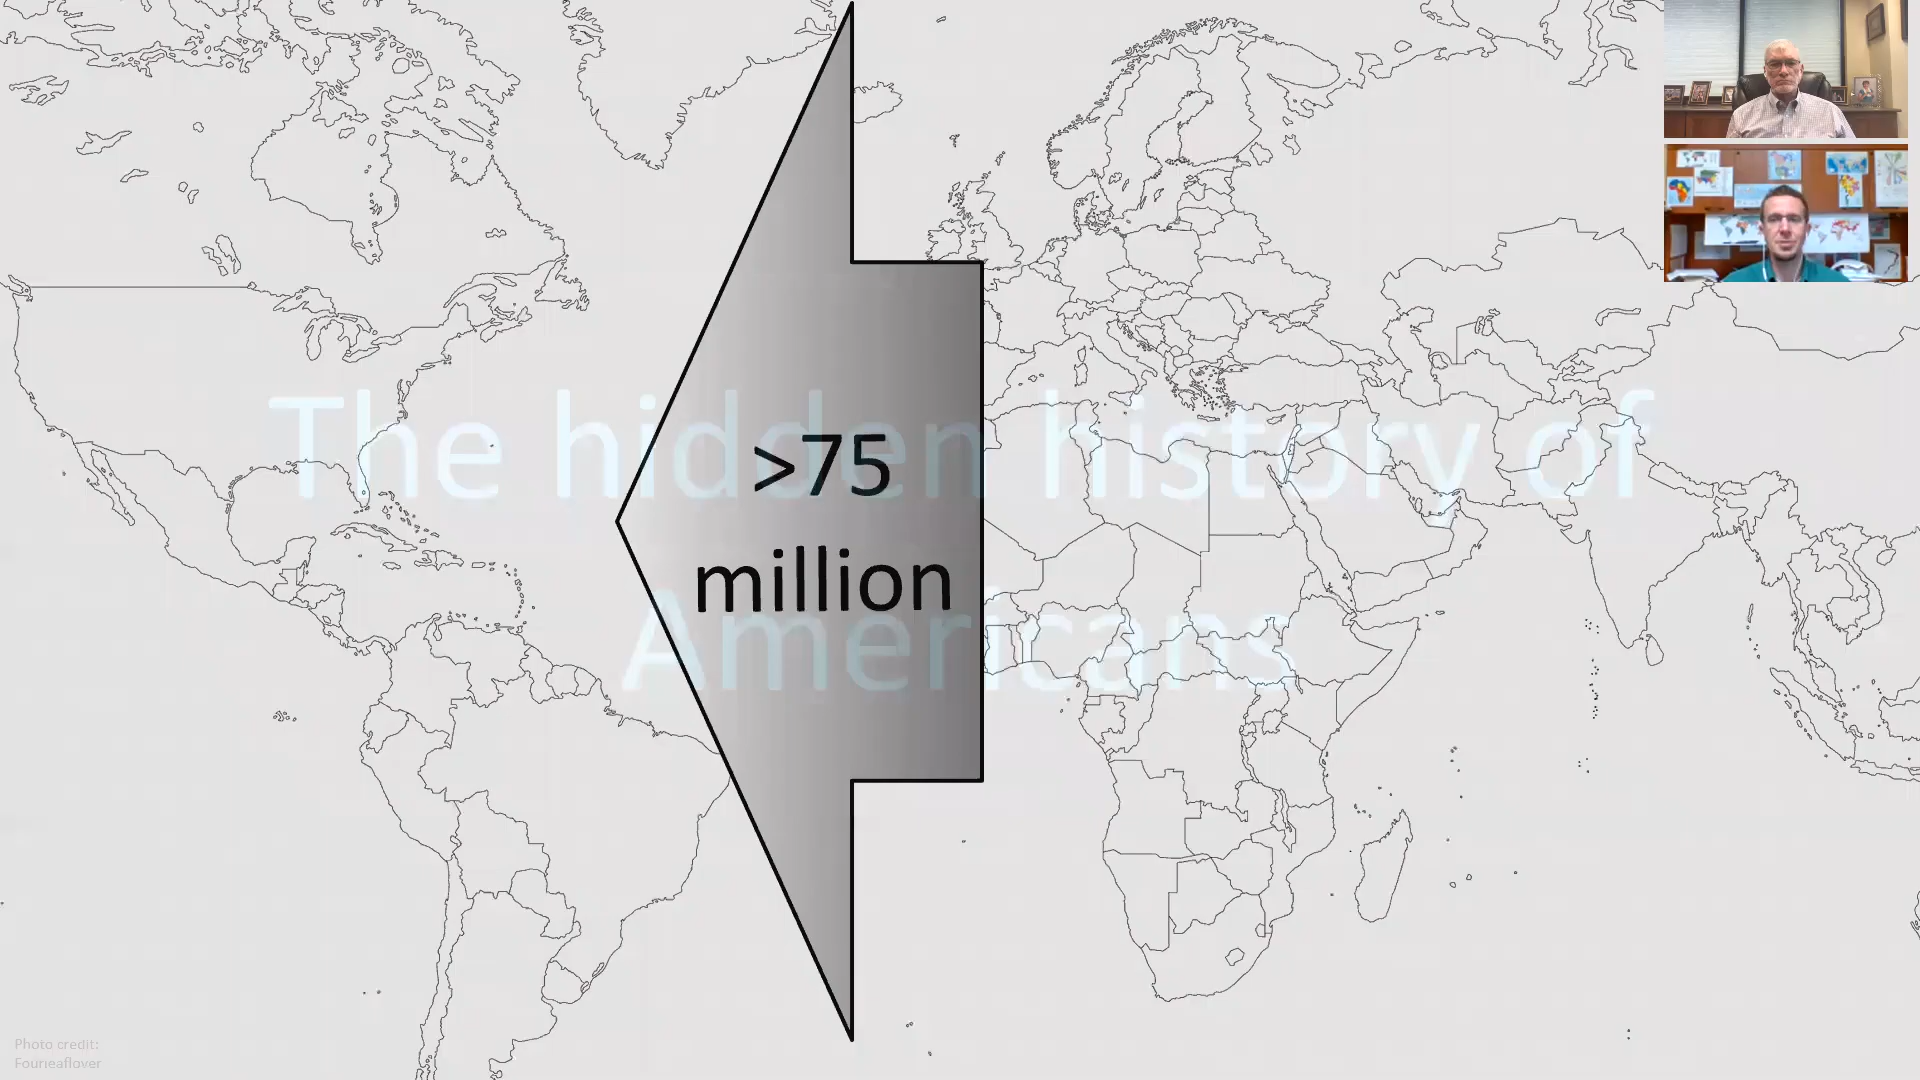 The hidden history of
Americans
>75
million
Photo credit:
Fourieaflover